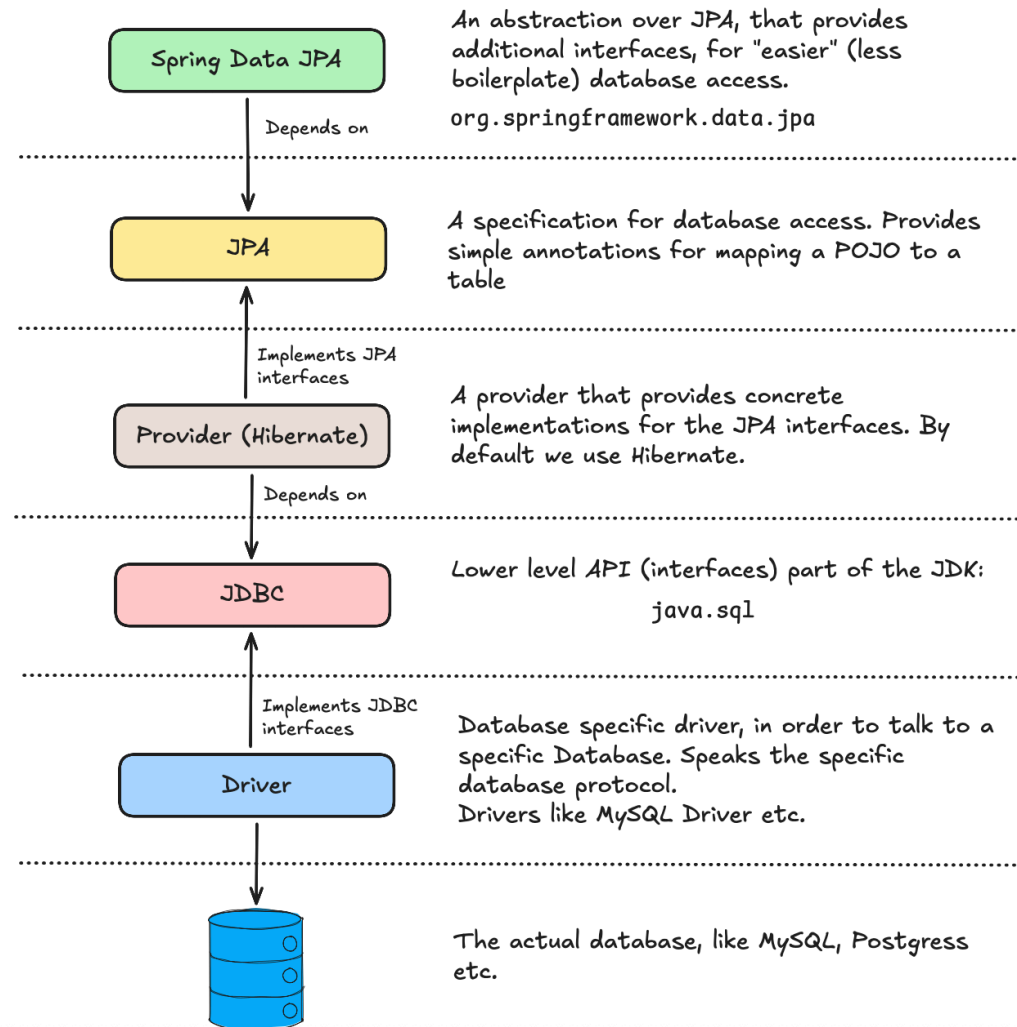 Spring Data JPA
An abstraction over JPA, that provides
additional interfaces, for "easier" (less
boilerplate) database access.
org.springframework.data.jpa
Depends on
JPA
A specification for database access. Provides
simple annotations for mapping a POJO to a
table
Implements JPA
interfaces
Provider (Hibernate)
A provider that provides concrete
implementations for the JPA interfaces. By
default we use Hibernate.
Depends on
JDBC
Lower level API (interfaces) part of the JDK:
java.sql
Implements JDBC
interfaces
Driver
Database specific driver, in order to talk to a
specific Database. Speaks the specific
database protocol.
Drivers like MySQL Driver etc.
The actual database, like MySQL, Postgress
etc.